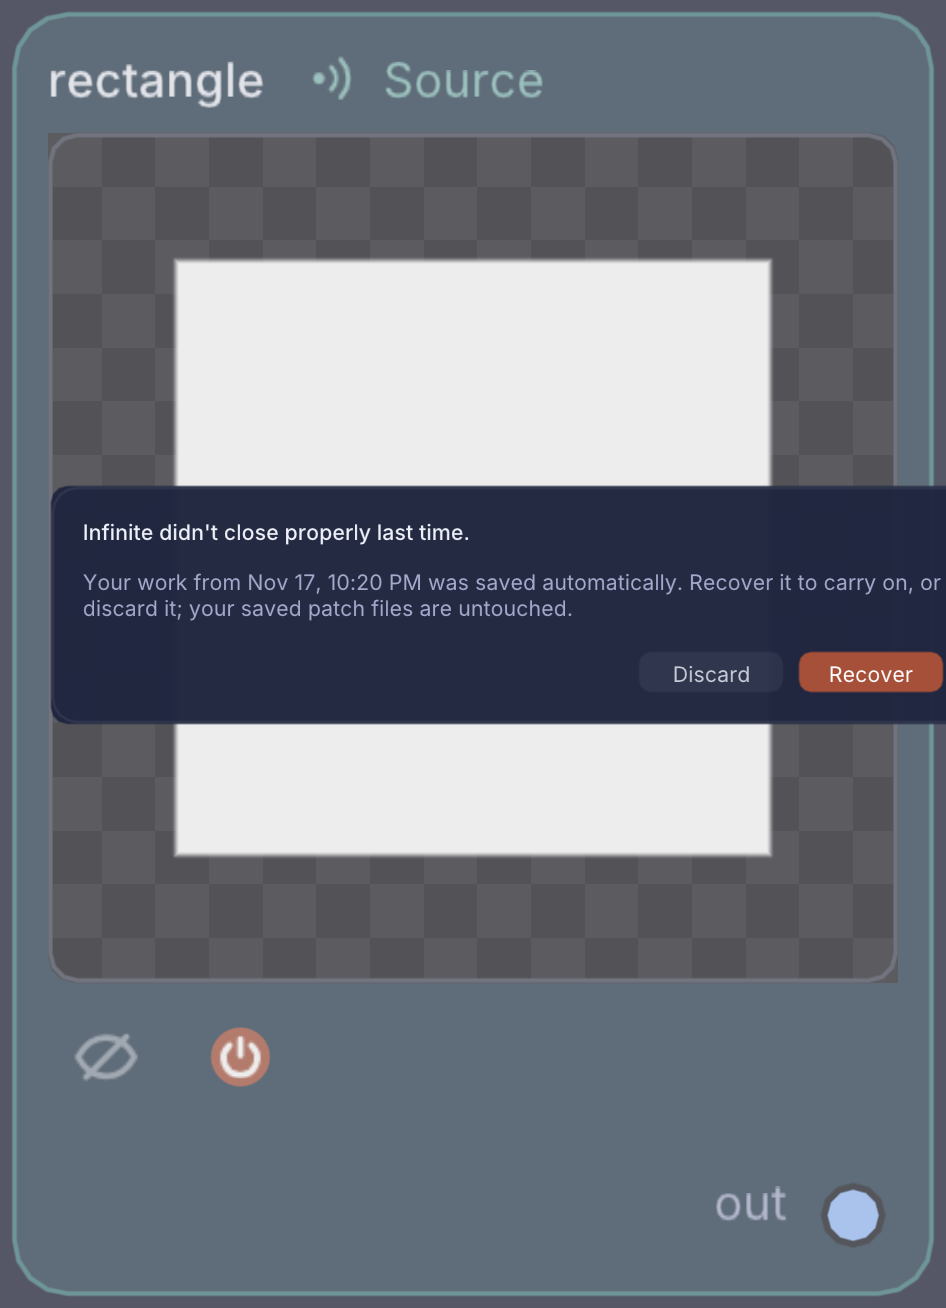 rectangle Source
Infinite didn't close properly last time.
Your work from Nov 17, 10:20 PM was saved automatically. Recover it to carry on, or
discard it; your saved patch files are untouched.
Discard Recover
out